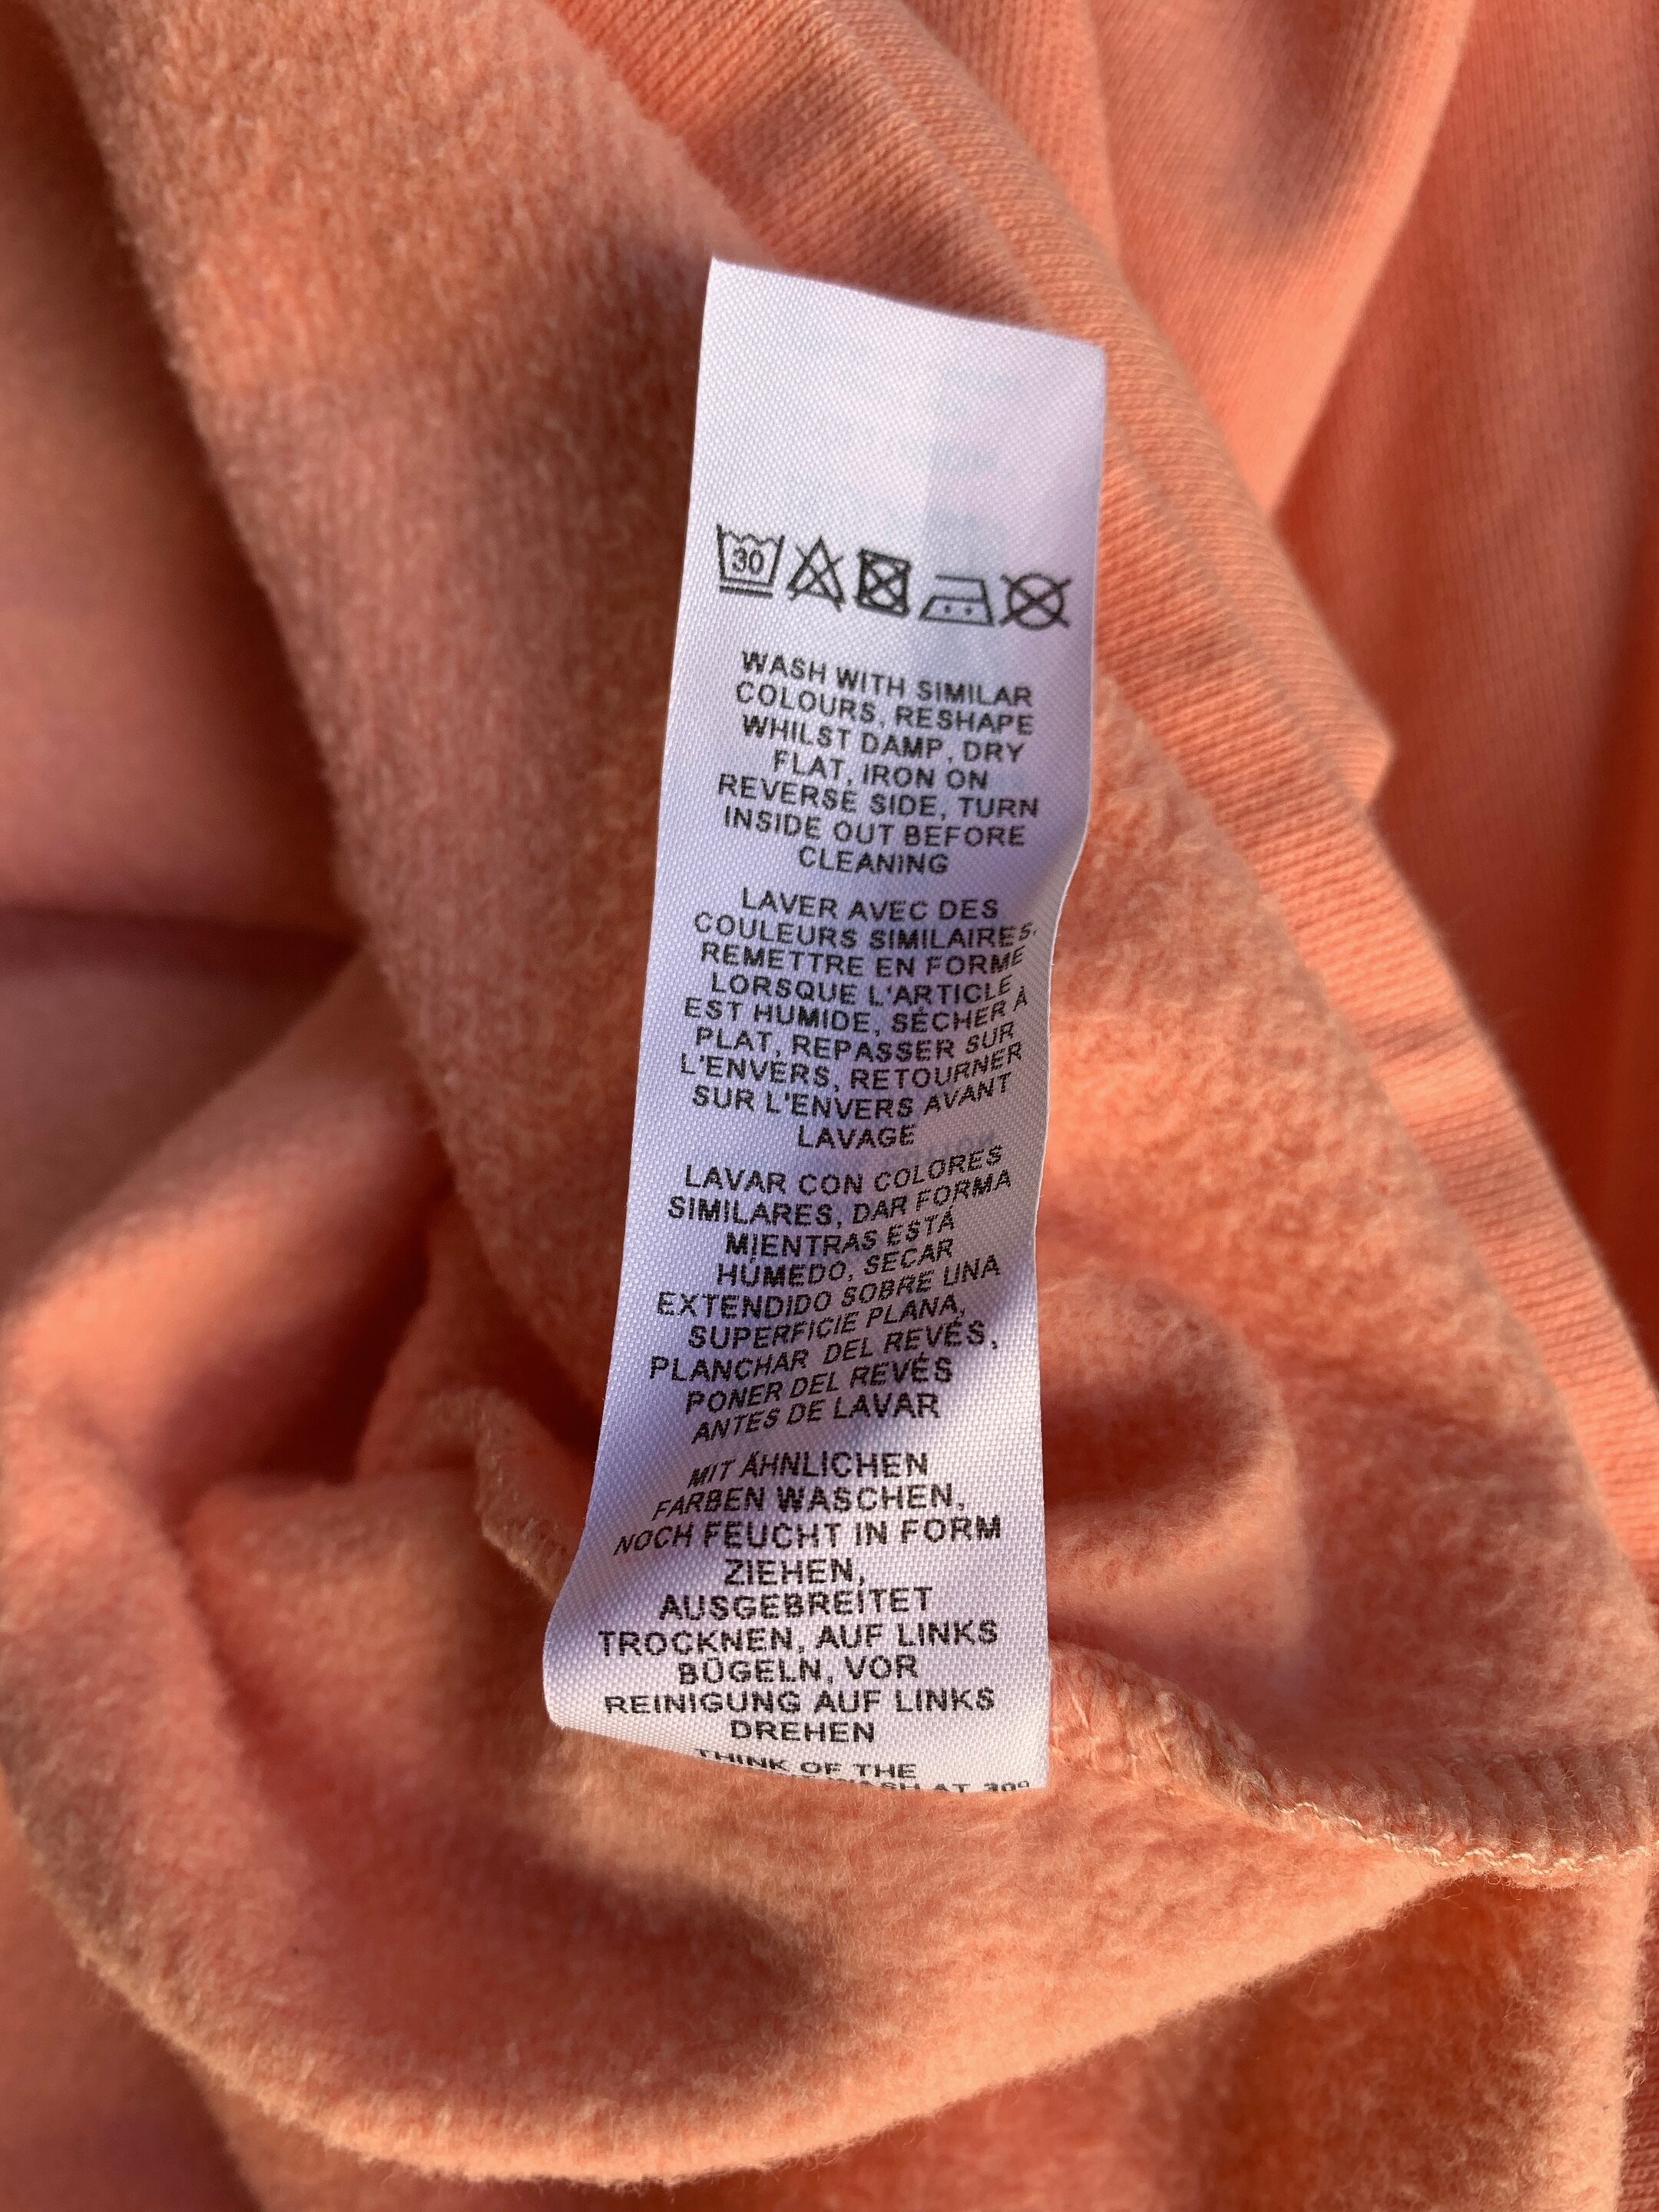 30
WASH WITH SIMILAR
COLOURS, RESHAPE
WHILST DAMP, DRY
FLAT, IRON ON
REVERSE SIDE, TURN
INSIDE OUT BEFORE
CLEANING
LAVER AVEC DES
COULEURS SIMILAIRES,
REMETTRE EN FORME
LORSQUE L'ARTICLE
EST HUMIDE, SÉCHER À
PLAT, REPASSER SUR
L'ENVERS, RETOURNER
SUR L'ENVERS AVANT
LAVAGE
LAVAR CON COLORES
SIMILARES, DAR FORMA
MIENTRAS ESTÁ
HÚMEDO, SECAR
EXTENDIDO SOBRE UNA
SUPERFICIE PLANA,
PLANCHAR DEL REVÉS,
PONER DEL REVÉS
ANTES DE LAVAR
MIT ÄHNLICHEN
FARBEN WASCHEN,
NOCH FEUCHT IN FORM
ZIEHEN,
AUSGEBREITET
TROCKNEN, AUF LINKS
BÜGELN, VOR
REINIGUNG AUF LINKS
DREHEN
THINK OF THE
WASH AT 30º